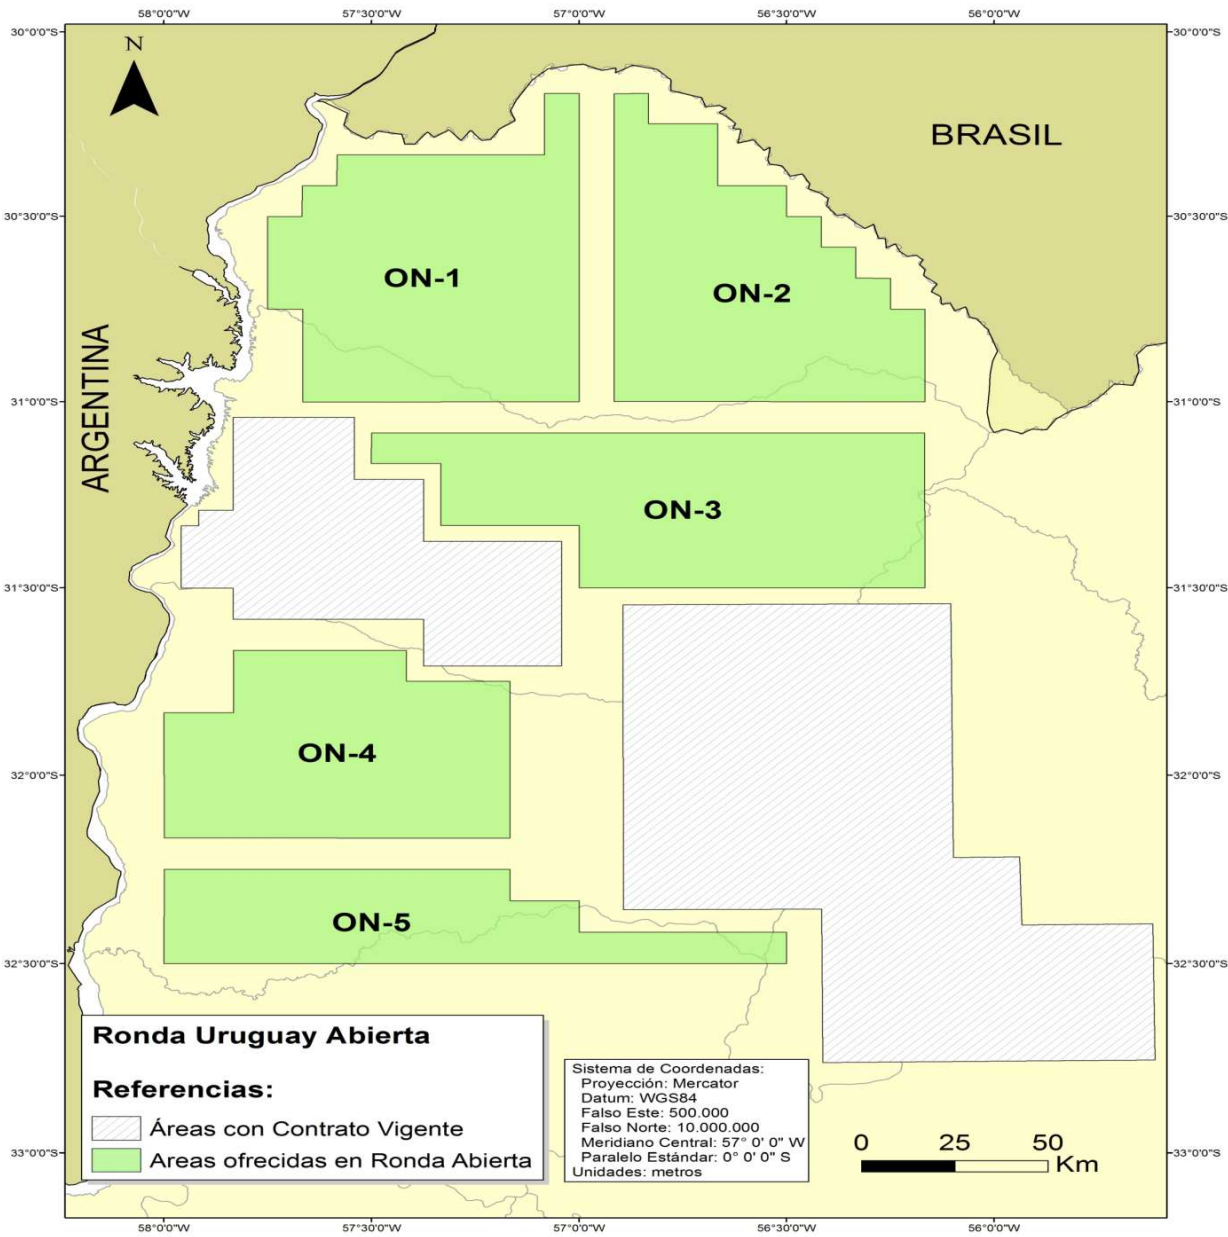 58°0'0"W 57°30'0"W 57°0'0"W 56°30'0"W 56°0'0"W
30°0'0"S 30°0'0"S
N
BRASIL
30°30'0"S 30°30'0"S
ON-1
ON-2
ARGENTINA
31°0'0"S 31°0'0"S
ON-3
31°30'0"S 31°30'0"S
ON-4
32°0'0"S 32°0'0"S
ON-5
32°30'0"S 32°30'0"S
Ronda Uruguay Abierta
Referencias:
Áreas con Contrato Vigente
Areas ofrecidas en Ronda Abierta
Sistema de Coordenadas:
Proyección: Mercator
Datum: WGS84
Falso Este: 500.000
Falso Norte: 10.000.000
Meridiano Central: 57° 0' 0" W
Paralelo Estándar: 0° 0' 0" S
Unidades: metros
0 25 50
Km
33°0'0"S 33°0'0"S
58°0'0"W 57°30'0"W 57°0'0"W 56°30'0"W 56°0'0"W